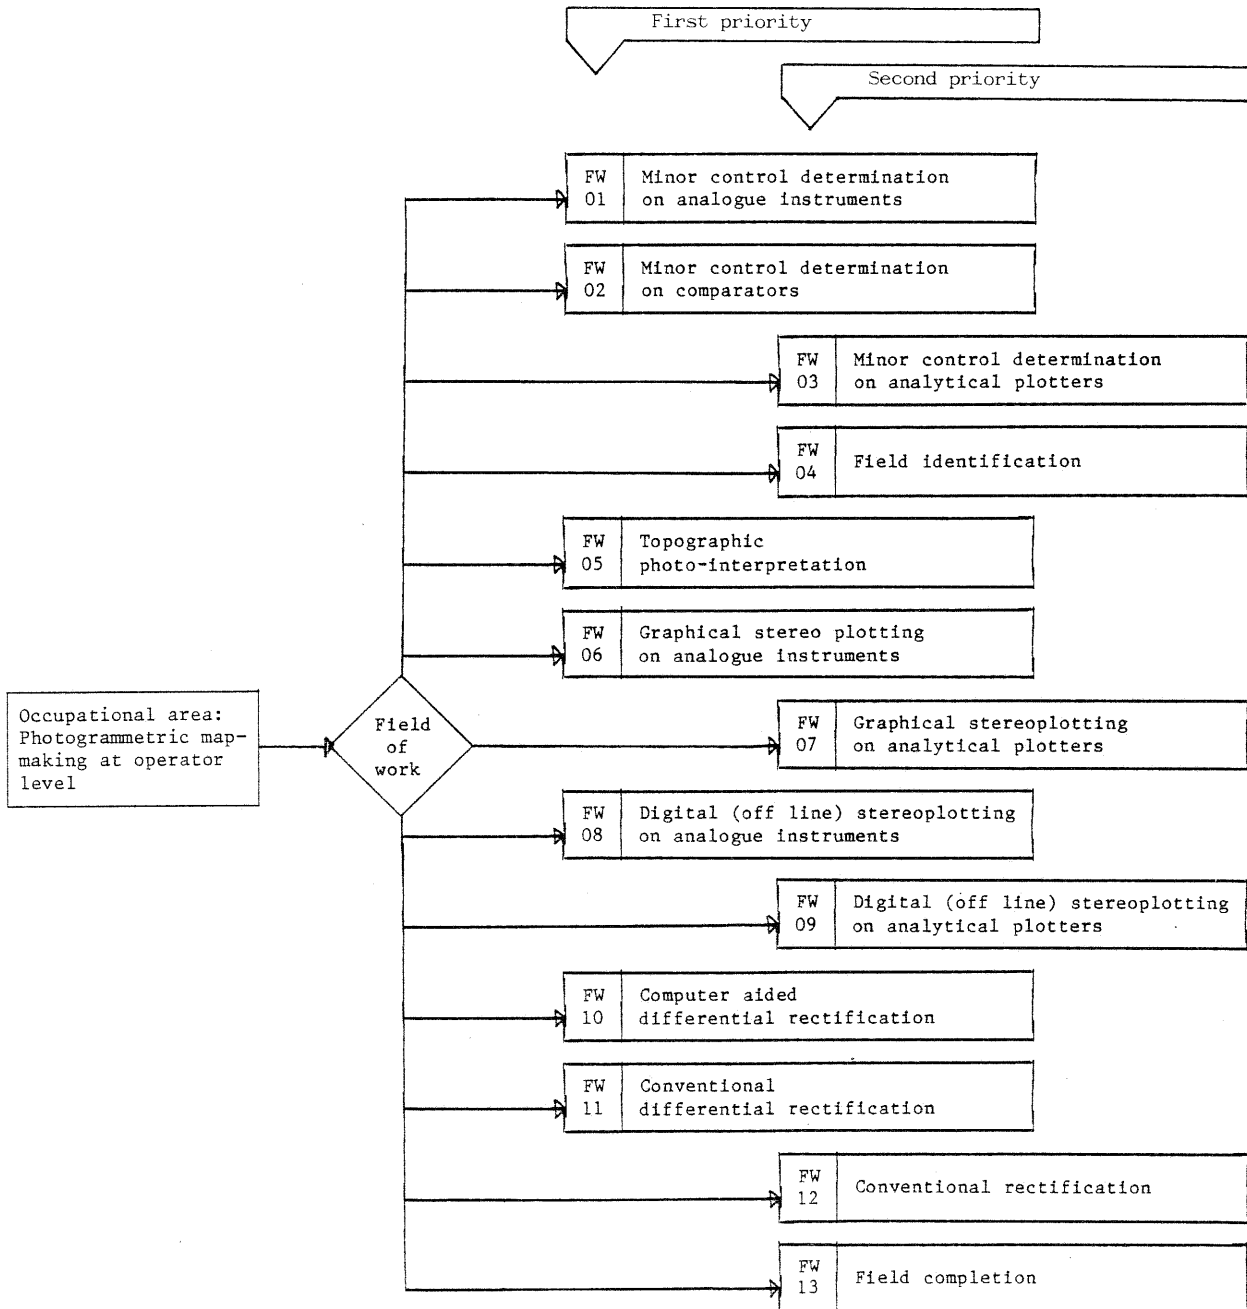 First priority
Second priority
FW
01
Minor control determination
on analogue instruments
FW
02
Minor control determination
on comparators
FW
03
Minor control determination
on analytical plotters
FW
04
Field identification
FW
05
Topographic
photo-interpretation
FW
06
Graphical stereo plotting
on analogue instruments
Occupational area:
Photogrammetric map-
making at operator
level
Field
of
work
FW
07
Graphical stereoplotting
on analytical plotters
FW
08
Digital (off line) stereoplotting
on analogue instruments
FW
09
Digital (off line) stereoplotting
on analytical plotters
FW
10
Computer aided
differential rectification
FW
11
Conventional
differential rectification
FW
12
Conventional rectification
FW
13
Field completion